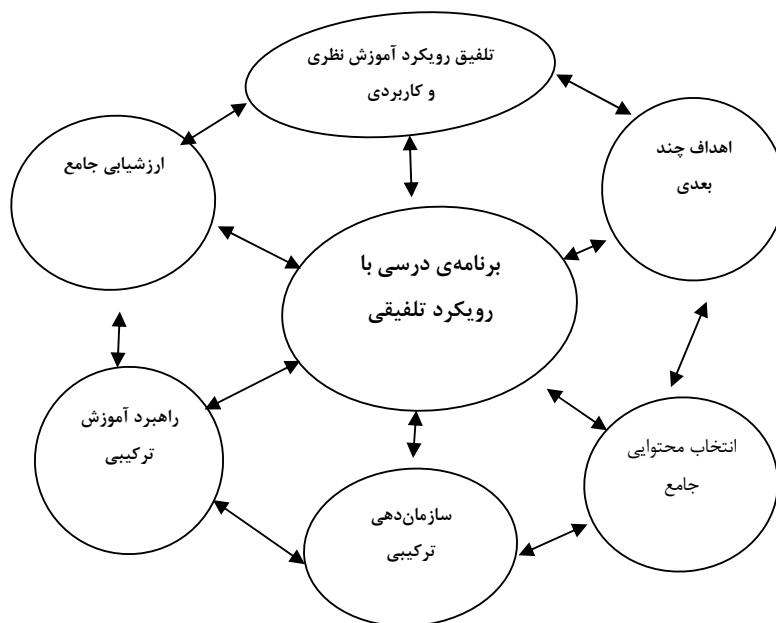 تلفیق رویکرد آموزش نظری
و کاربردی
اهداف چند
بعدی
ارزشیابی جامع
برنامه‌ی درسی با
رویکرد تلفیقی
راهبرد آموزش
ترکیبی
انتخاب محتوایی
جامع
سازمان‌دهی
ترکیبی